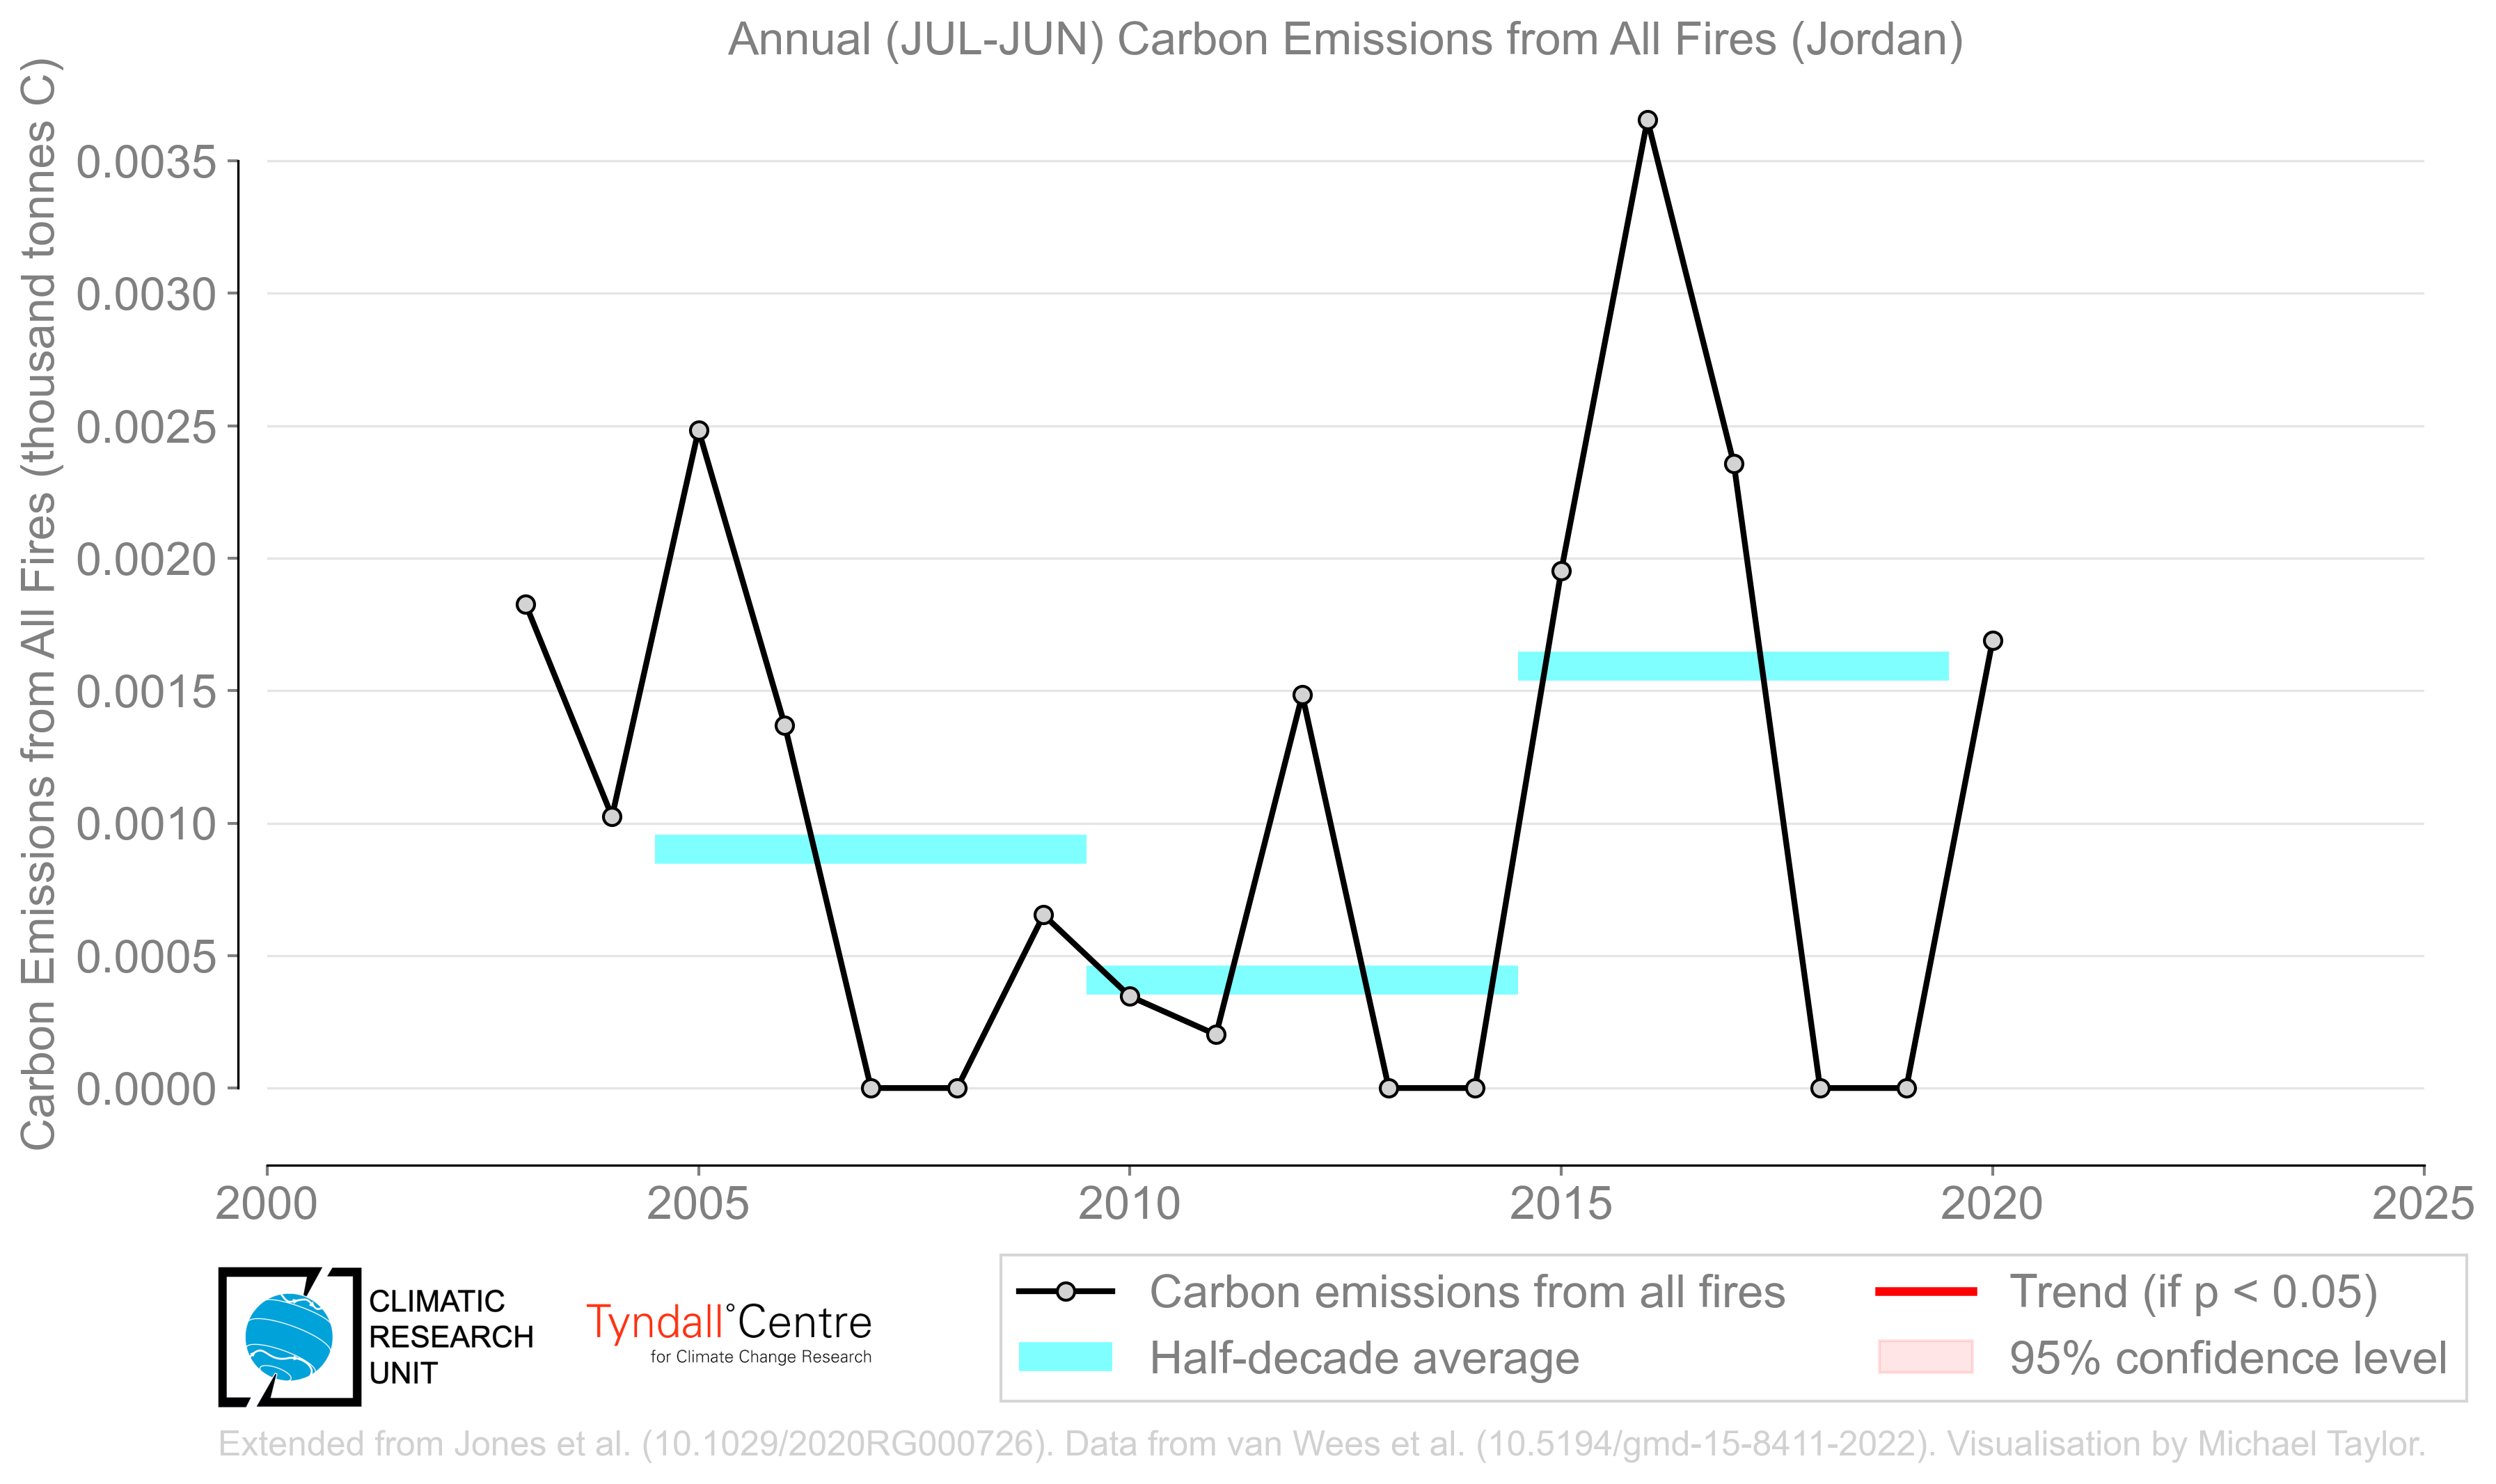 Annual (JUL-JUN) Carbon Emissions from All Fires (Jordan)
Carbon Emissions from All Fires (thousand tonnes C)
0.0035
0.0030
0.0025
0.0020
0.0015
0.0010
0.0005
0.0000
2000 2005 2010 2015 2020 2025
CLIMATIC
RESEARCH
UNIT
Tyndall°Centre
for Climate Change Research
Carbon emissions from all fires
Half-decade average
Trend (if p < 0.05)
95% confidence level
Extended from Jones et al. (10.1029/2020RG000726). Data from van Wees et al. (10.5194/gmd-15-8411-2022). Visualisation by Michael Taylor.